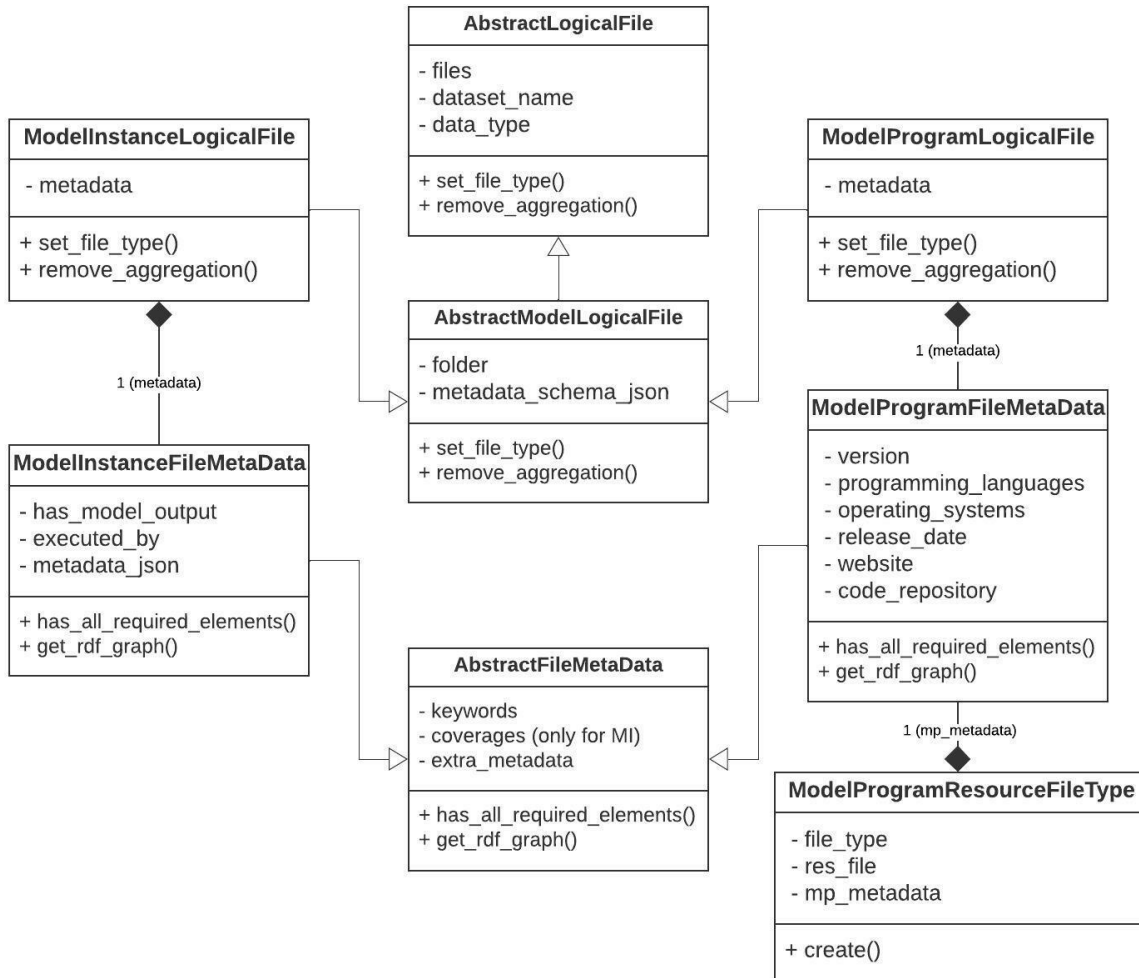 AbstractLogicalFile
- files
- dataset_name
- data_type
+ set_file_type()
+ remove_aggregation()
ModelInstanceLogicalFile
- metadata
+ set_file_type()
+ remove_aggregation()
ModelProgramLogicalFile
- metadata
+ set_file_type()
+ remove_aggregation()
AbstractModelLogicalFile
- folder
- metadata_schema_json
+ set_file_type()
+ remove_aggregation()
1 (metadata)
1 (metadata)
ModelInstanceFileMetaData
- has_model_output
- executed_by
- metadata_json
+ has_all_required_elements()
+ get_rdf_graph()
ModelProgramFileMetaData
- version
- programming_languages
- operating_systems
- release_date
- website
- code_repository
+ has_all_required_elements()
+ get_rdf_graph()
AbstractFileMetaData
- keywords
- coverages (only for MI)
- extra_metadata
+ has_all_required_elements()
+ get_rdf_graph()
1 (mp_metadata)
ModelProgramResourceFileType
- file_type
- res_file
- mp_metadata
+ create()